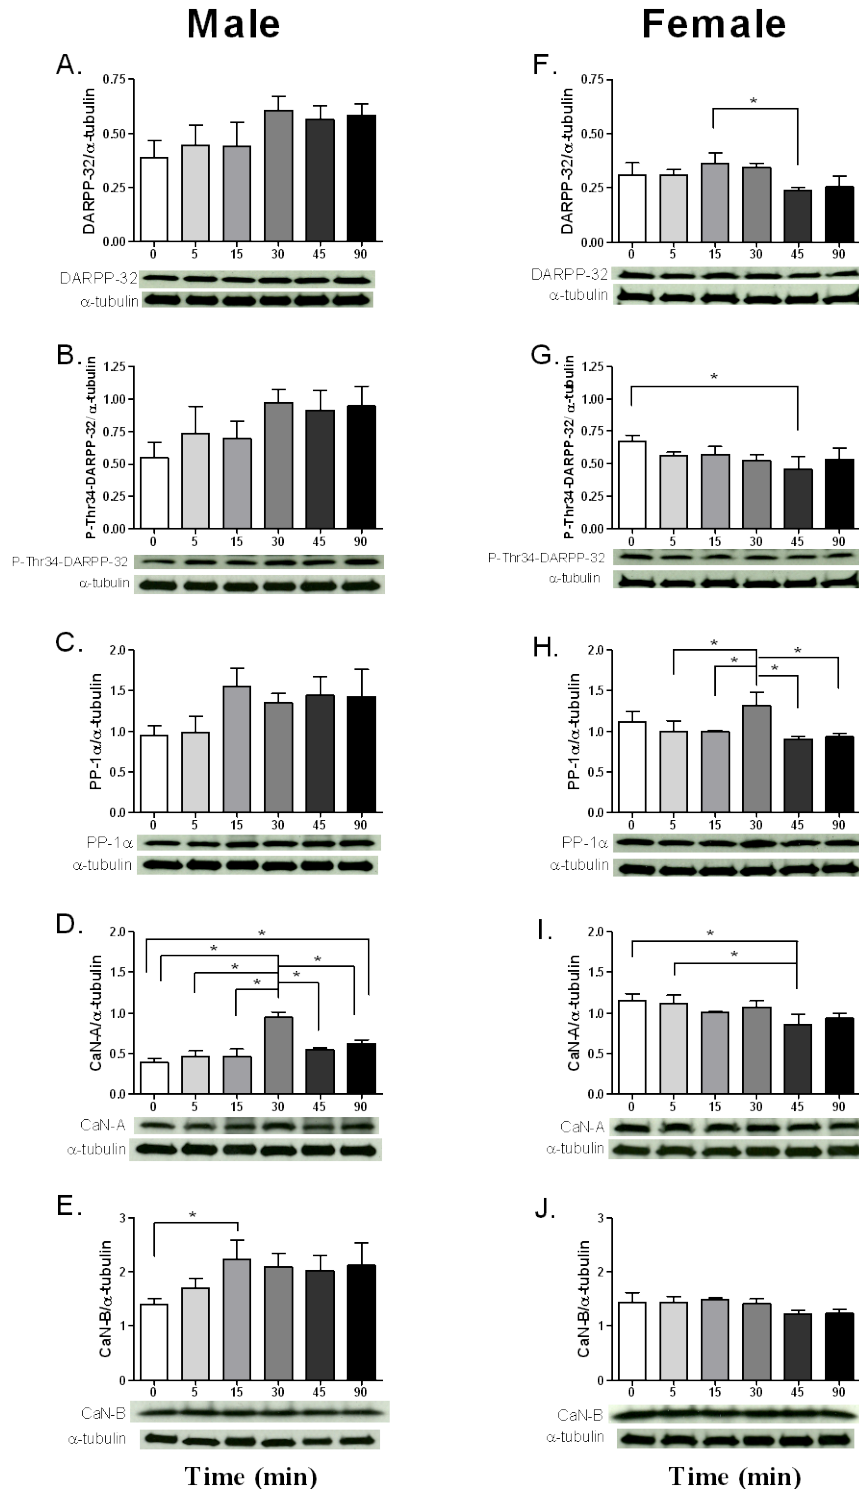 Male
Female
A.
DARPP-32/α-tubulin
0.75
0.50
0.25
0.00
0 5 15 30 45 90
DARPP-32
α-tubulin
F.
DARPP-32/α-tubulin
0.75
0.50
0.25
0.00
*
0 5 15 30 45 90
DARPP-32
α-tubulin
B.
P-Thr34-DARPP-32/α-tubulin
1.25
1.00
0.75
0.50
0.25
0.00
0 5 15 30 45 90
P-Thr34-DARPP-32
α-tubulin
G.
P-Thr34-DARPP-32/α-tubulin
1.25
1.00
0.75
0.50
0.25
0.00
*
0 5 15 30 45 90
P-Thr34-DARPP-32
α-tubulin
C.
PP-1α/α-tubulin
2.0
1.5
1.0
0.5
0.0
0 5 15 30 45 90
PP-1α
α-tubulin
H.
PP-1α/α-tubulin
2.0
1.5
1.0
0.5
0.0
*
*
*
*
0 5 15 30 45 90
PP-1α
α-tubulin
D.
CaN-A/α-tubulin
2.0
1.5
1.0
0.5
0.0
*
*
*
*
*
*
0 5 15 30 45 90
CaN-A
α-tubulin
I.
CaN-A/α-tubulin
2.0
1.5
1.0
0.5
0.0
*
*
0 5 15 30 45 90
CaN-A
α-tubulin
E.
CaN-B/α-tubulin
3
2
1
0
*
0 5 15 30 45 90
CaN-B
α-tubulin
Time (min)
J.
CaN-B/α-tubulin
3
2
1
0
0 5 15 30 45 90
CaN-B
α-tubulin
Time (min)